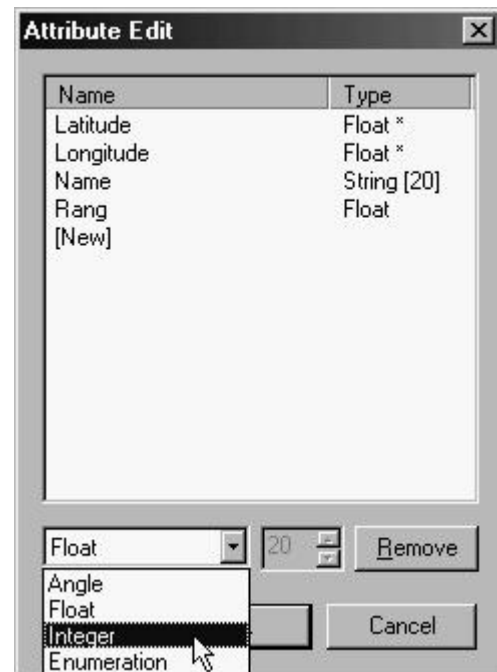 Attribute Edit
Name Type
Latitude Float *
Longitude Float *
Name String [20]
Rang Float
[New]
Float 20 Remove
Angle
Float
Integer Cancel
Enumeration